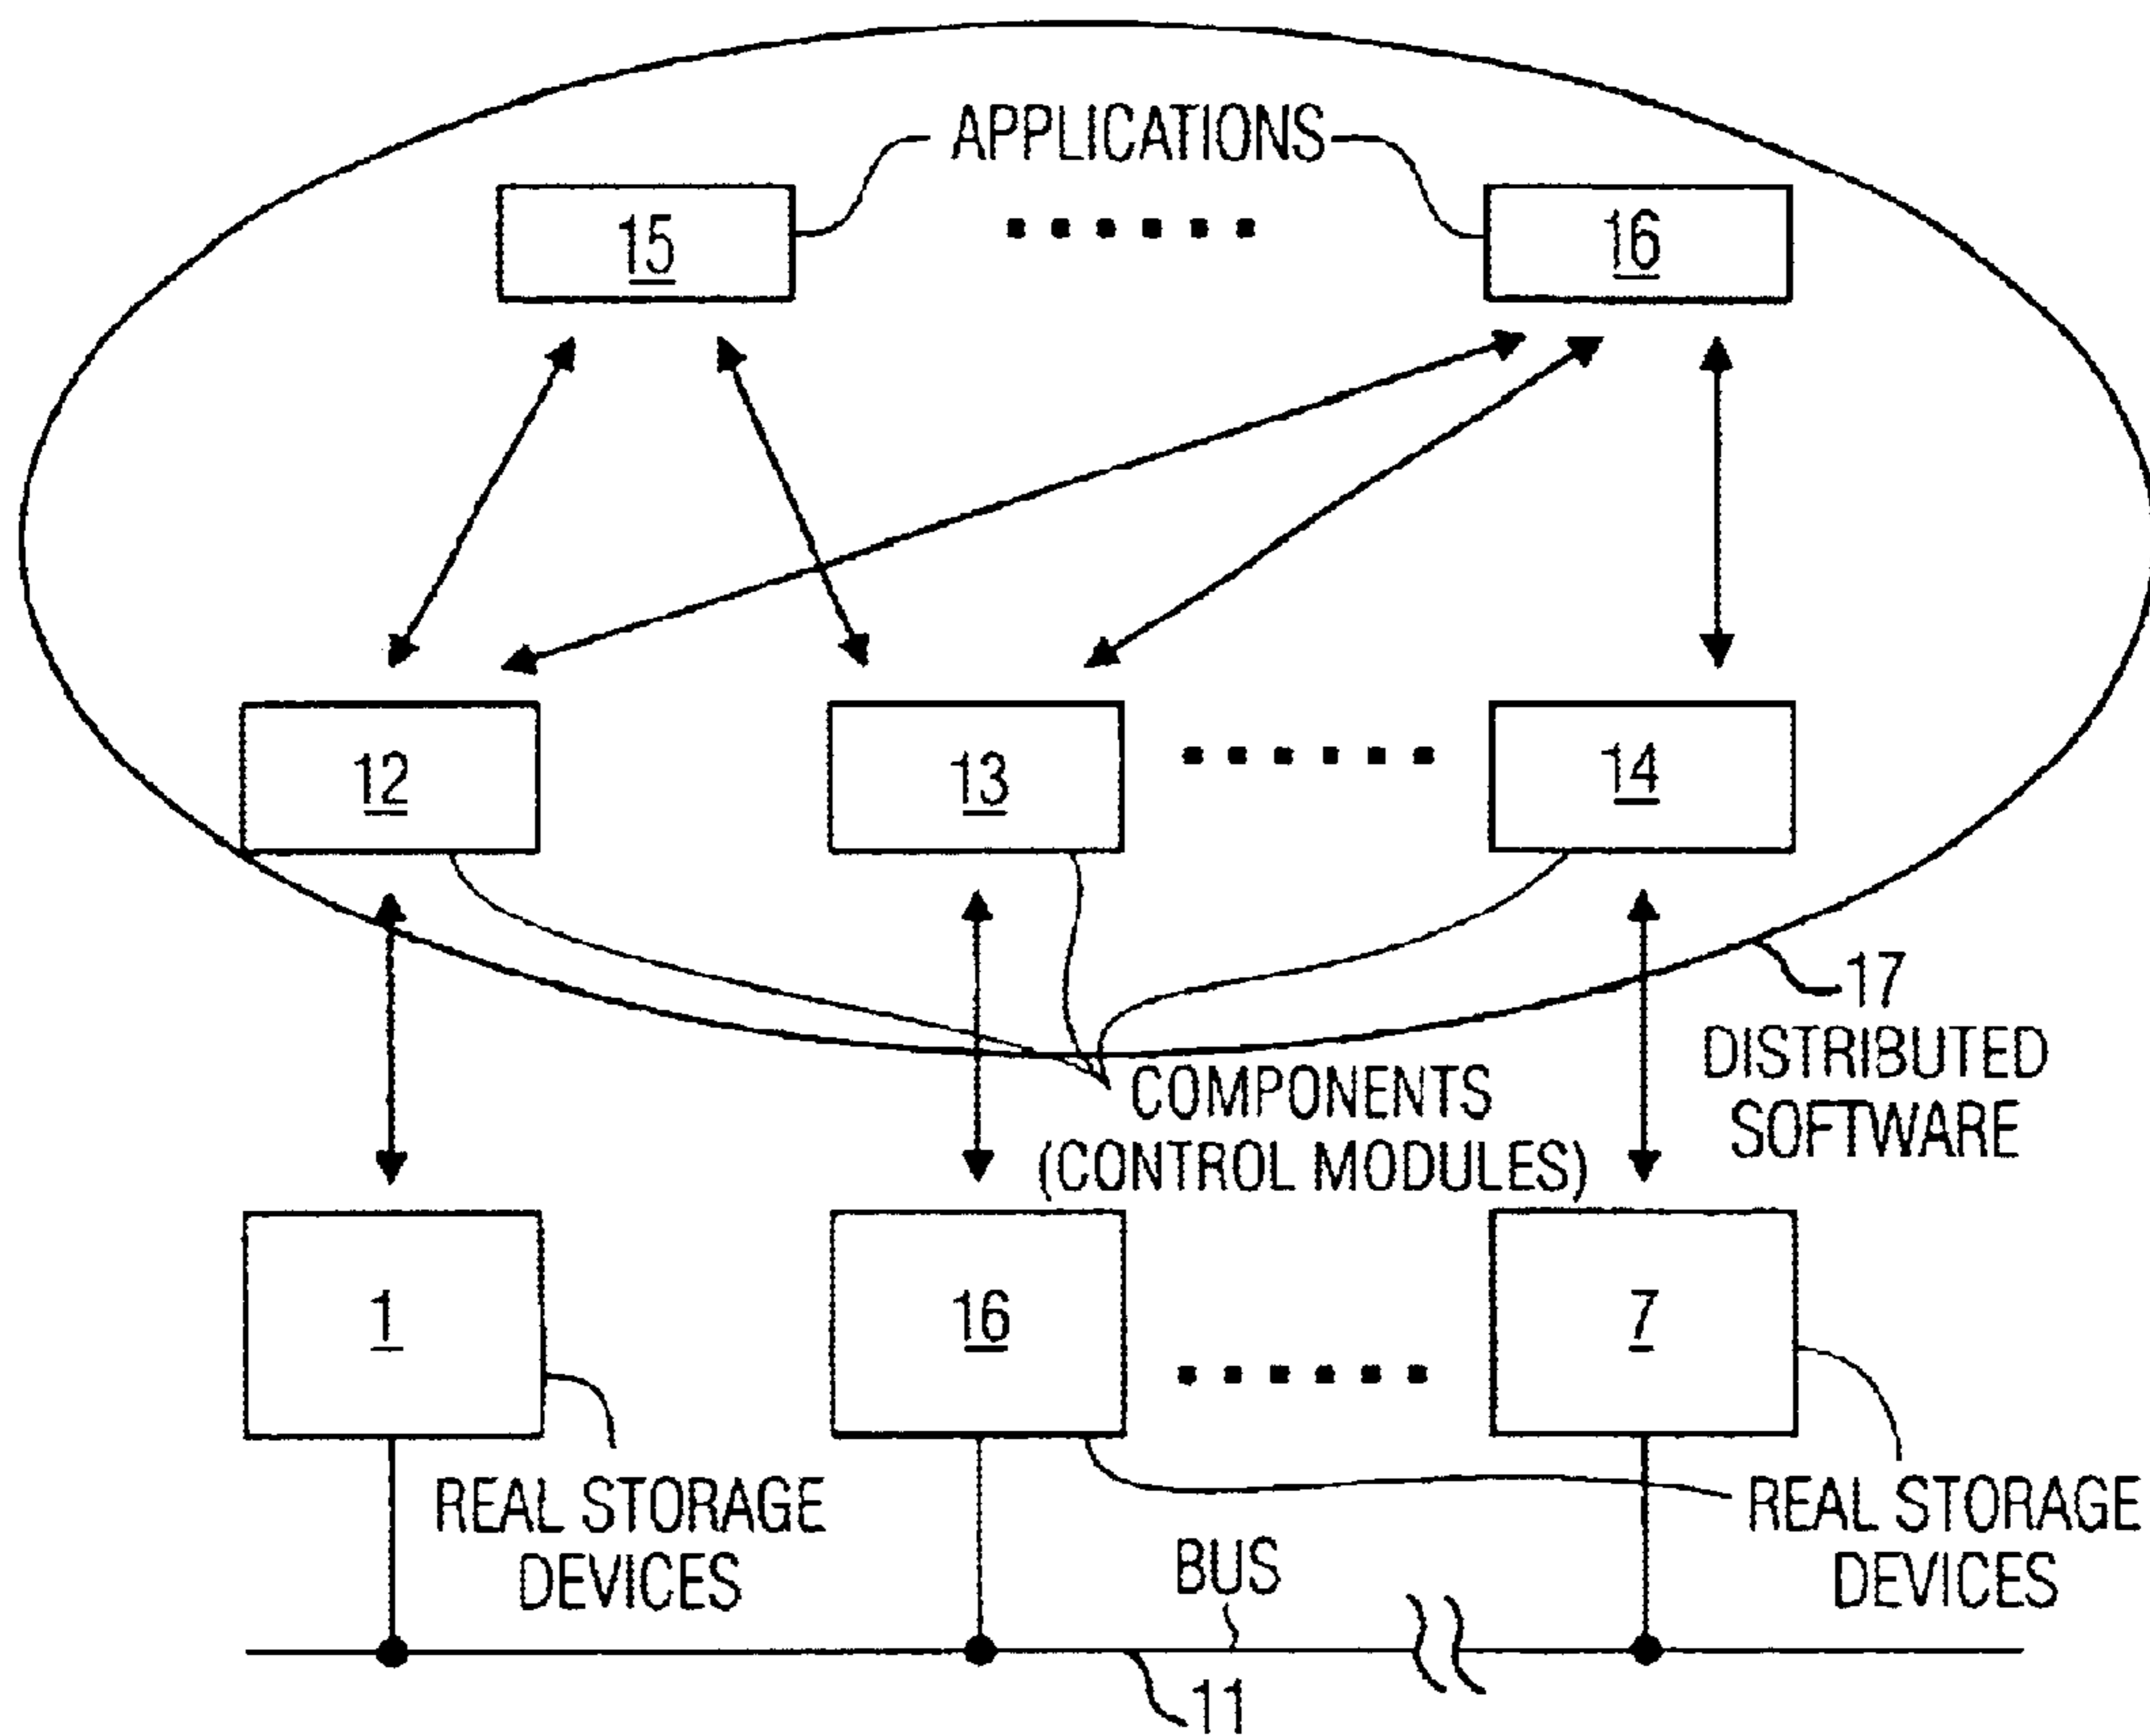 APPLICATIONS
15
16
12
13
14
17
DISTRIBUTED
SOFTWARE
COMPONENTS
(CONTROL MODULES)
1
16
7
REAL STORAGE
DEVICES
REAL STORAGE
DEVICES
BUS
11